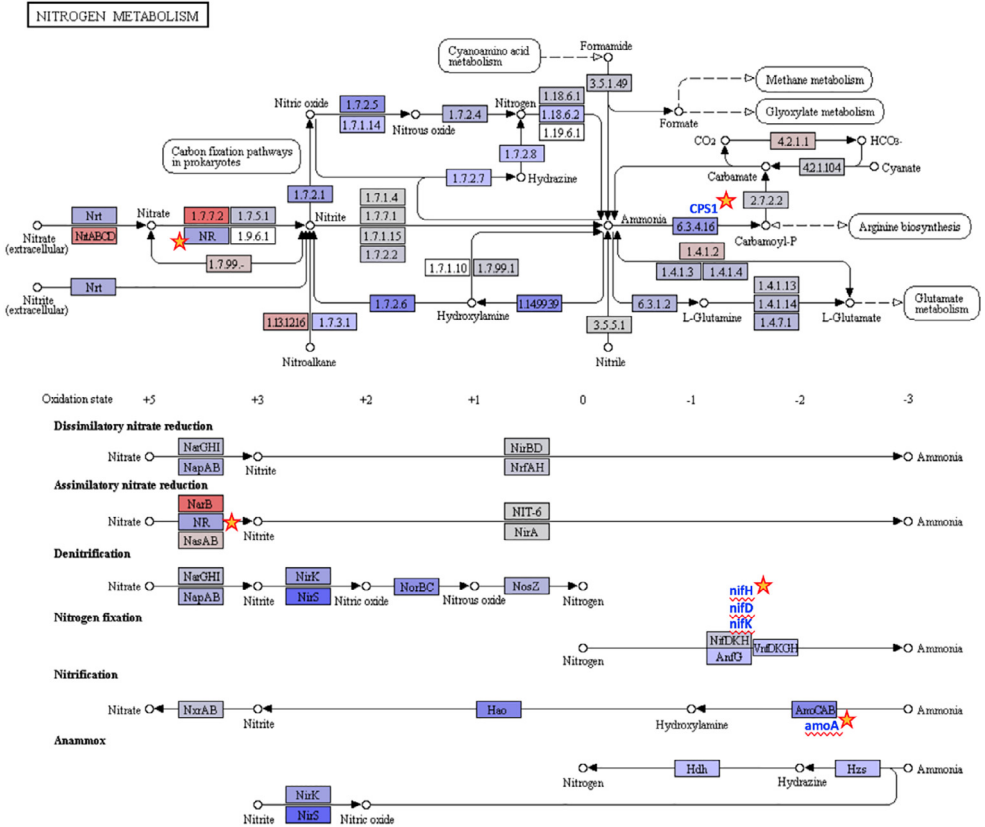 NITROGEN METABOLISM
Cyanoamino acid
metabolism
Formamide
3.5.1.49
Methane metabolism
Glyoxylate metabolism
Formate
Nitric oxide
1.7.2.5
1.7.1.14
Nitrous oxide
1.7.2.4
Nitrogen
1.18.6.1
1.18.6.2
1.19.6.1
Carbon fixation pathways
in prokaryotes
1.7.2.8
1.7.2.7
Hydrazine
CO2
4.2.1.1
HCO3-
Carbamate
4.2.1.104
Cyanate
1.7.2.1
2.7.2.2
CPS1
Nrt
NrtABCD
Nitrate
(extracellular)
Nitrate
1.7.7.2
1.7.5.1
NR
1.9.6.1
Nitrite
1.7.1.4
1.7.7.1
1.7.1.15
1.7.2.2
Ammonia
6.3.4.16
Carbamoyl-P
Arginine biosynthesis
1.7.99.-
1.7.1.10
1.7.99.1
1.4.1.2
1.4.1.3
1.4.1.4
Nrt
Nitrite
(extracellular)
1.7.2.6
Hydroxylamine
1.14.99.39
6.3.1.2
L-Glutamine
1.4.1.13
1.4.1.14
1.4.7.1
L-Glutamate
Glutamate
metabolism
1.13.12.16
1.7.3.1
Nitroalkane
3.5.5.1
Nitrile
Oxidation state +5 +3 +2 +1 0 -1 -2 -3
Dissimilatory nitrate reduction
NarGHI NirBD
Nitrate Ammonia
NapAB Nitrite NrfAH
Assimilatory nitrate reduction
NarB NIT-6
Nitrate NR Ammonia
NasAB Nitrite NirA
Denitrification
NarGHI NirK NorBC NosZ
Nitrate
NapAB Nitrite NirS Nitric oxide Nitrous oxide Nitrogen
Nitrogen fixation
nifH
nifD
nifK
NifDKH VnfDKGH Ammonia
Nitrogen AnfG
Nitrification
Nitrate NxrAB Nitrite Hao Hydroxylamine AmoCAB Ammonia
amoA
Anammox
Nitrogen Hdh Hydrazine Hzs Ammonia
NirK
Nitrite NirS Nitric oxide